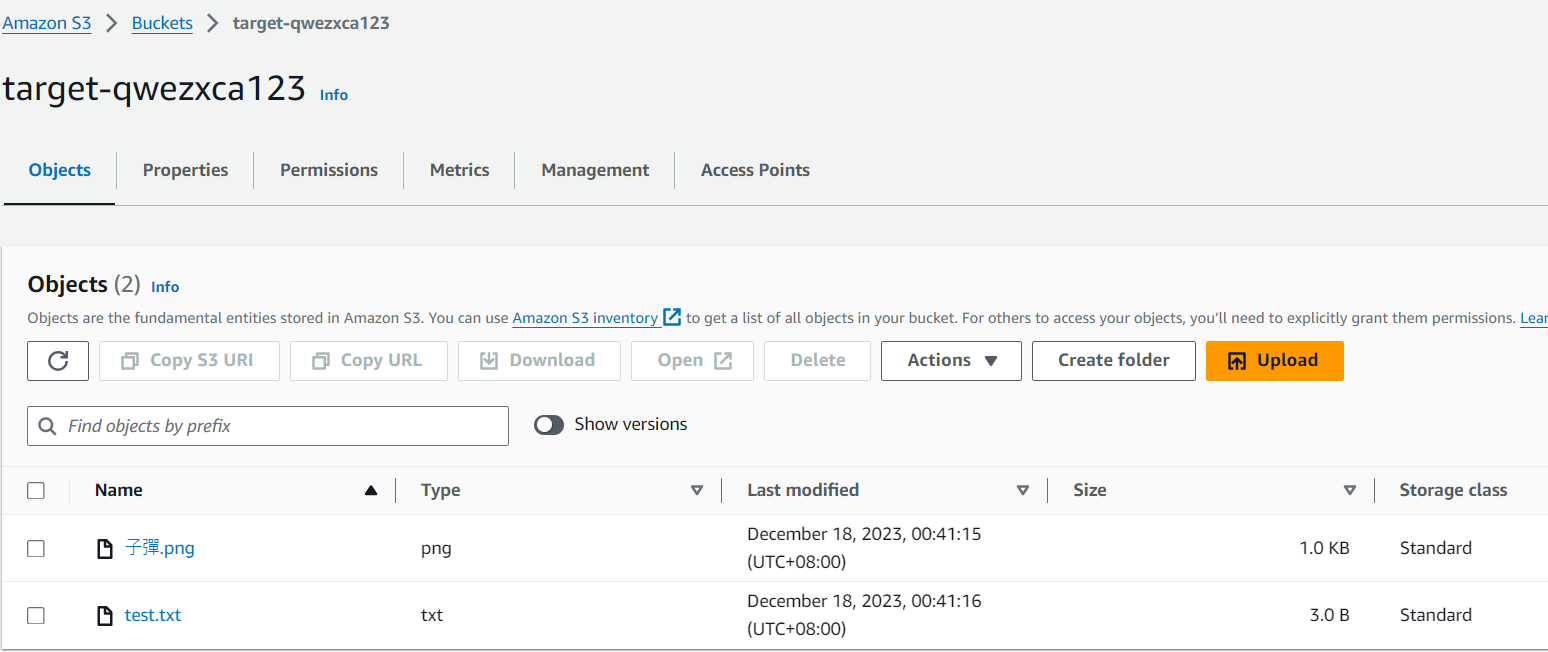 Amazon S3 > Buckets > target-qwezxca123
target-qwezxca123 Info
Objects Properties Permissions Metrics Management Access Points
Objects (2) Info
Objects are the fundamental entities stored in Amazon S3. You can use Amazon S3 inventory to get a list of all objects in your bucket. For others to access your objects, you'll need to explicitly grant them permissions. Lear
Copy S3 URI Copy URL Download Open Delete Actions Create folder Upload
Find objects by prefix Show versions
Name Type Last modified Size Storage class
子彈.png png December 18, 2023, 00:41:15 1.0 KB Standard
(UTC+08:00)
test.txt txt December 18, 2023, 00:41:16 3.0 B Standard
(UTC+08:00)